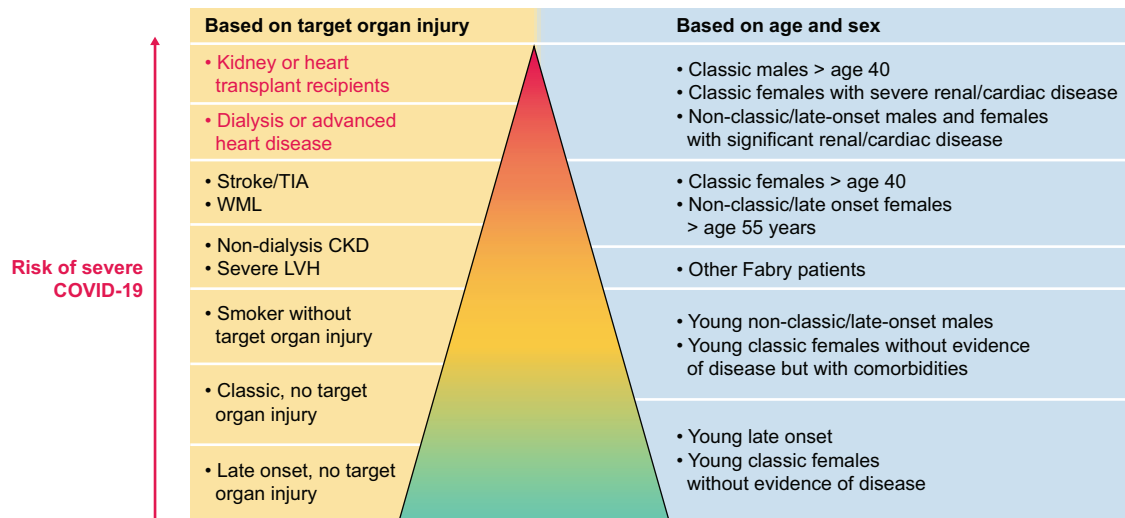 Based on target organ injury
Based on age and sex
Risk of severe
COVID-19
• Kidney or heart
transplant recipients
• Dialysis or advanced
heart disease
• Stroke/TIA
• WML
• Non-dialysis CKD
• Severe LVH
• Smoker without
target organ injury
• Classic, no target
organ injury
• Late onset, no target
organ injury
• Classic males > age 40
• Classic females with severe renal/cardiac disease
• Non-classic/late-onset males and females
with significant renal/cardiac disease
• Classic females > age 40
• Non-classic/late onset females
> age 55 years
• Other Fabry patients
• Young non-classic/late-onset males
• Young classic females without evidence
of disease but with comorbidities
• Young late onset
• Young classic females
without evidence of disease